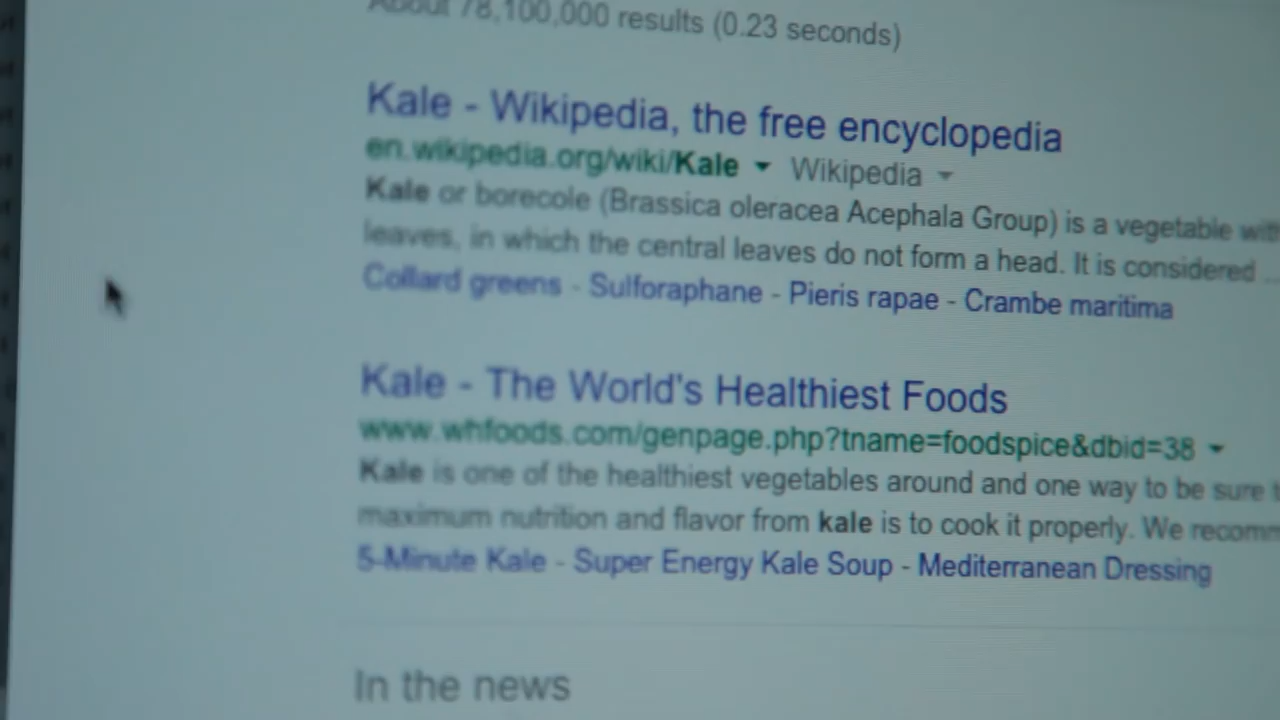 About 78,100,000 results (0.23 seconds)
Kale - Wikipedia, the free encyclopedia
en.wikipedia.org/wiki/Kale Wikipedia
Kale or borecole (Brassica oleracea Acephala Group) is a vegetable with
leaves, in which the central leaves do not form a head. It is considered ...
Collard greens - Sulforaphane - Pieris rapae - Crambe maritima
Kale - The World's Healthiest Foods
www.whfoods.com/genpage.php?tname=foodspice&dbid=38
Kale is one of the healthiest vegetables around and one way to be sure
maximum nutrition and flavor from kale is to cook it properly. We recomm
5-Minute Kale - Super Energy Kale Soup - Mediterranean Dressing
In the news